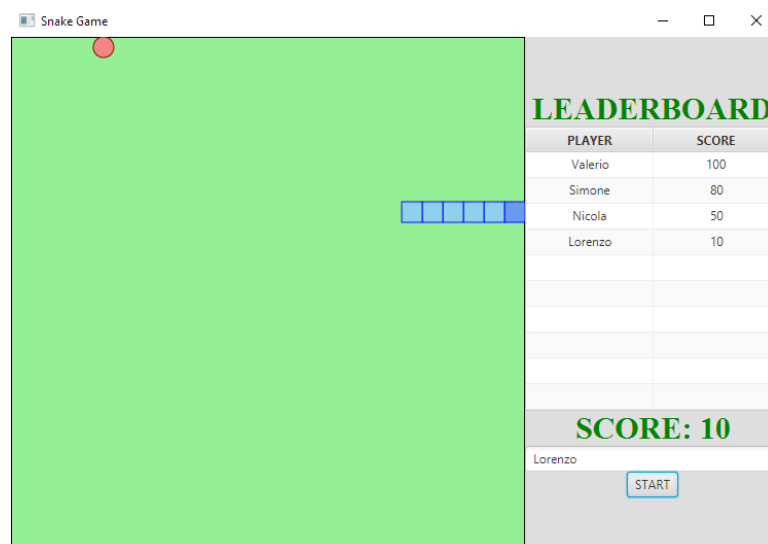 Snake Game
LEADERBOARD
PLAYER SCORE
Valerio 100
Simone 80
Nicola 50
Lorenzo 10
SCORE: 10
Lorenzo
START